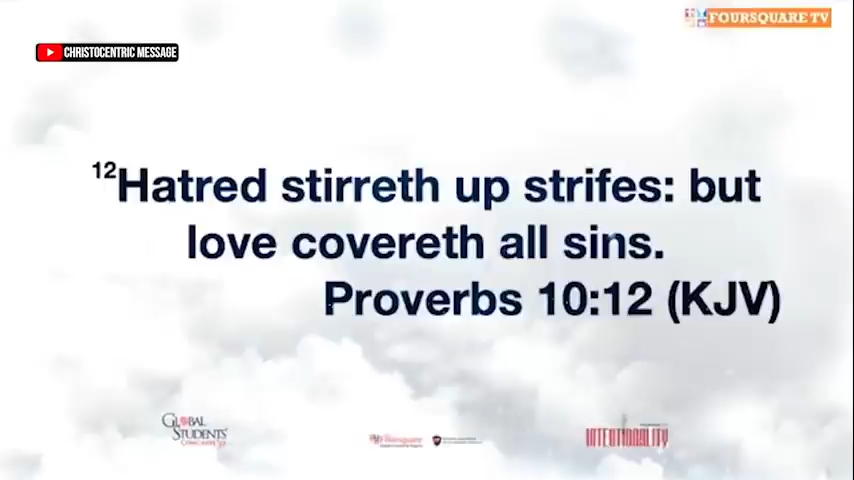 FOURSQUARE TV
CHRISTOCENTRIC MESSAGE
12Hatred stirreth up strifes: but
love covereth all sins.
Proverbs 10:12 (KJV)
GLOBAL
STUDENTS'
foursquare
INTENTIONALITY